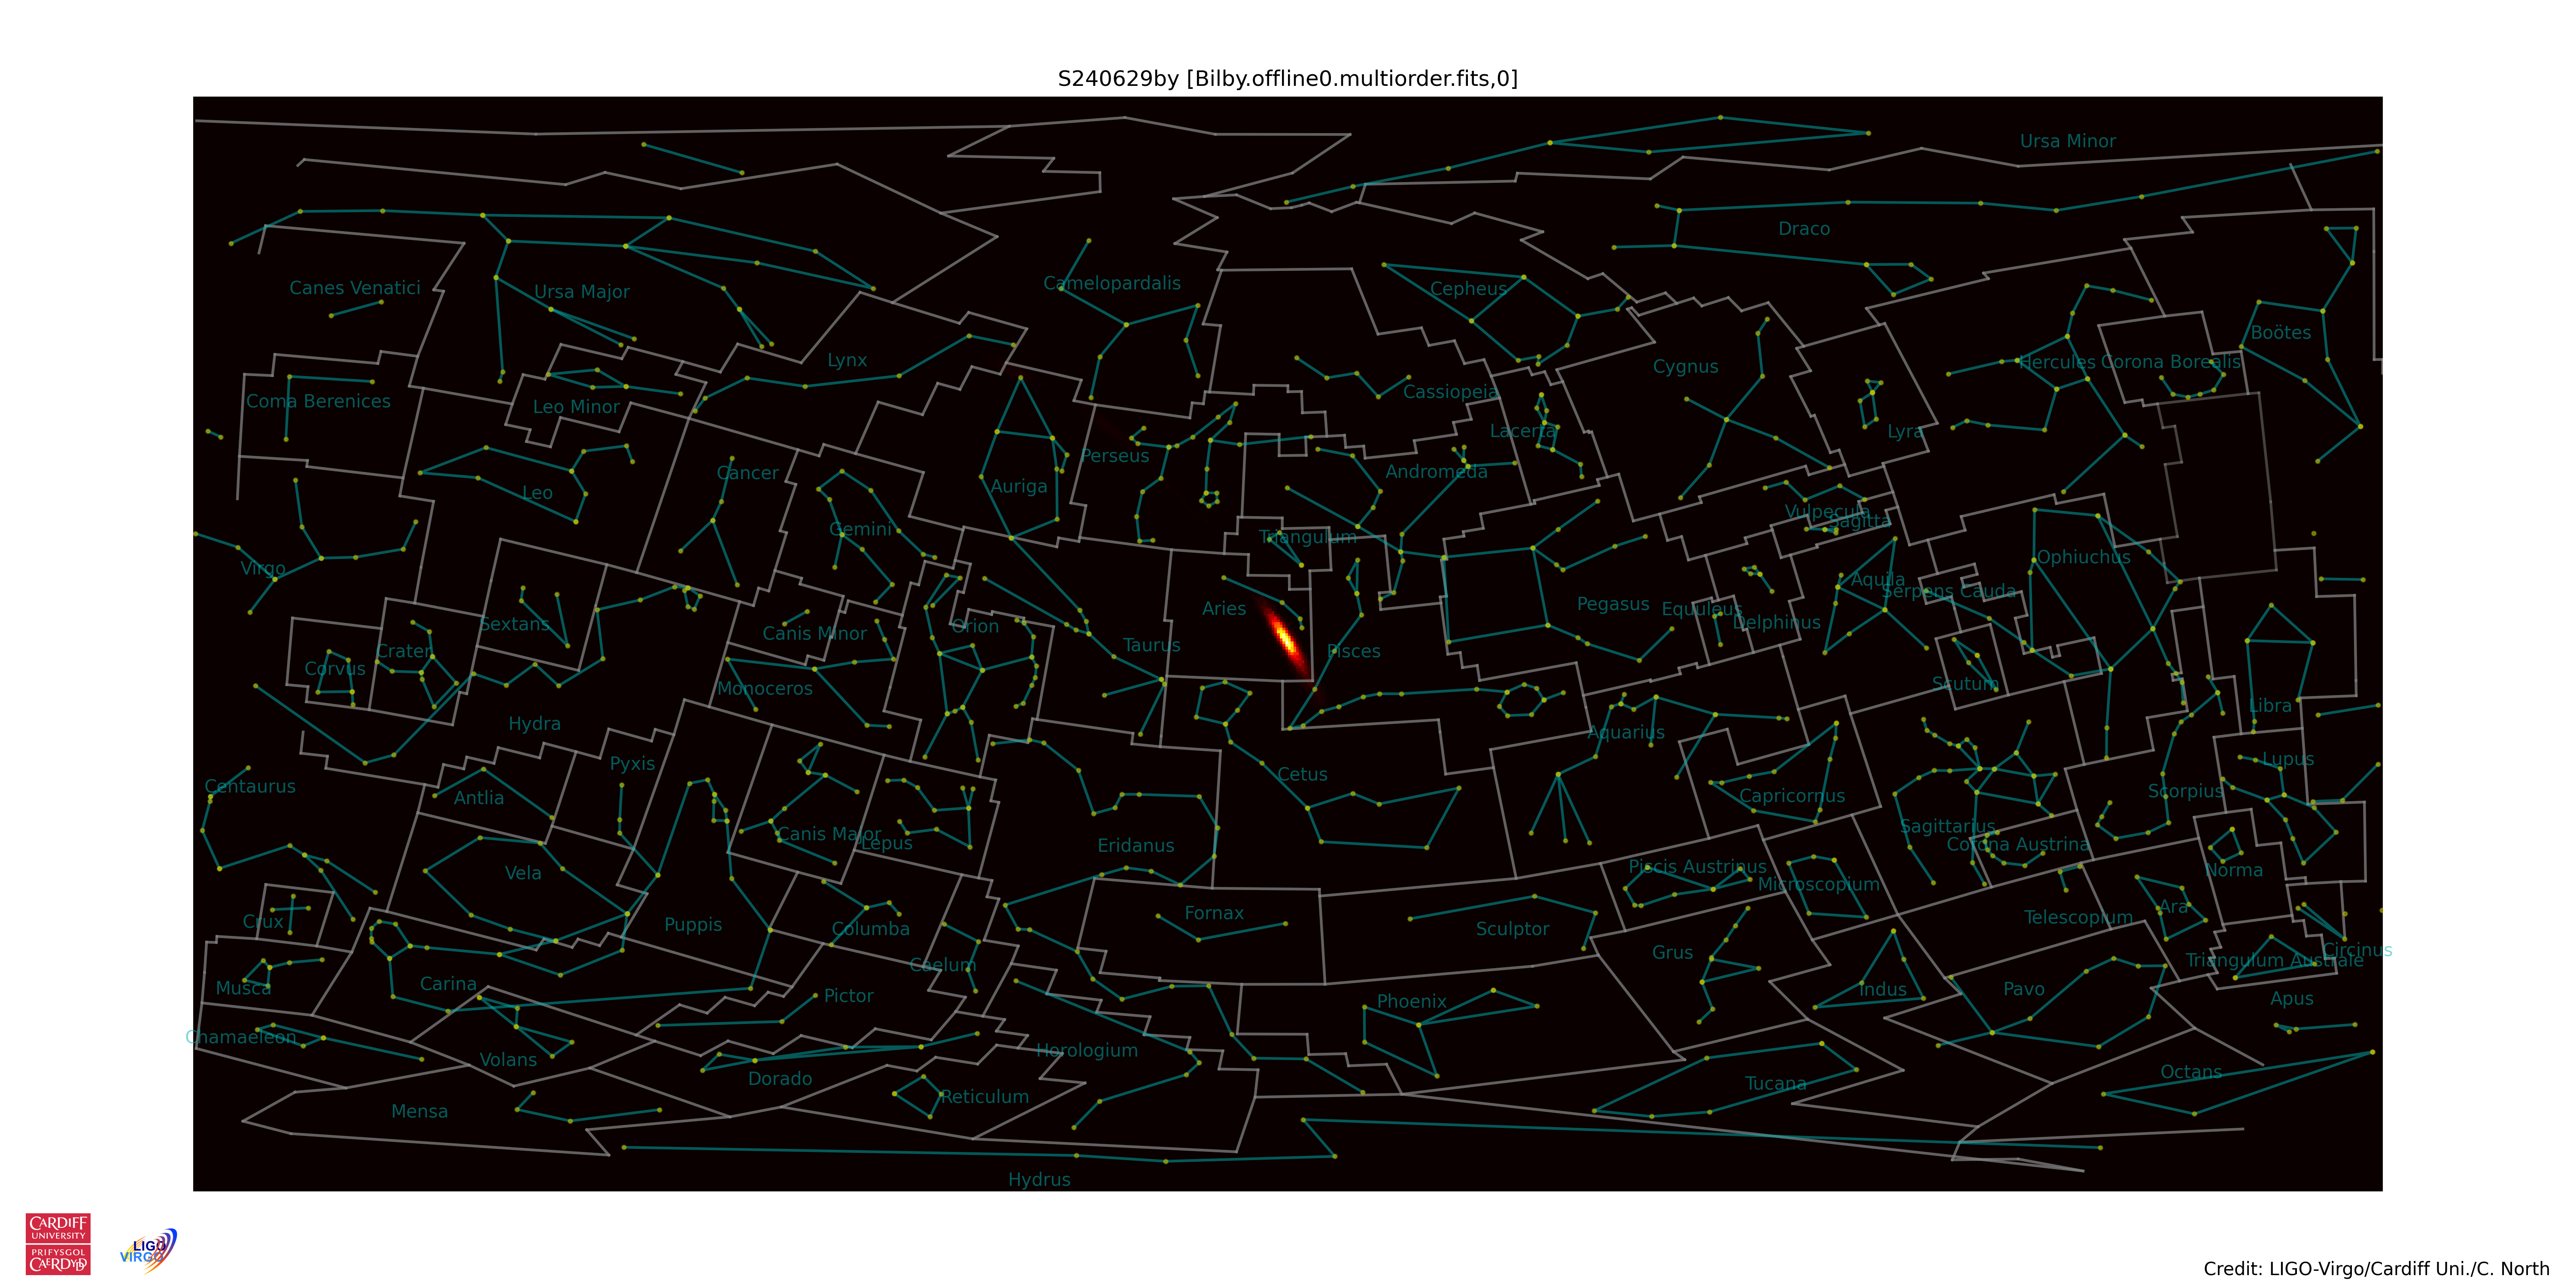 S240629by [Bilby.offline0.multiorder.fits,0]
Ursa Minor
Draco
Canes Venatici
Ursa Major
Camelopardalis
Cepheus
Boötes
Lynx
Cygnus
Hercules
Corona Borealis
Coma Berenices
Leo Minor
Cassiopeia
Lacerta
Lyra
Perseus
Andromeda
Cancer
Auriga
Leo
Vulpecula
Sagitta
Gemini
Triangulum
Ophiuchus
Virgo
Aquila
Serpens Cauda
Aries
Pegasus
Equuleus
Delphinus
Sextans
Canis Minor
Orion
Taurus
Pisces
Corvus
Crater
Monoceros
Scutum
Libra
Hydra
Aquarius
Pyxis
Cetus
Lupus
Centaurus
Antlia
Capricornus
Scorpius
Canis Major
Lepus
Eridanus
Sagittarius
Corona Austrina
Vela
Piscis Austrinus
Microscopium
Norma
Crux
Puppis
Columba
Fornax
Sculptor
Telescopium
Ara
Caelum
Grus
Triangulum Australe
Circinus
Musca
Carina
Pictor
Phoenix
Indus
Pavo
Apus
Chamaeleon
Volans
Horologium
Dorado
Tucana
Octans
Mensa
Reticulum
Hydrus
CARDIFF
UNIVERSITY
PRIFYSGOL
CAERDYDD
LIGO
VIRGO
Credit: LIGO-Virgo/Cardiff Uni./C. North